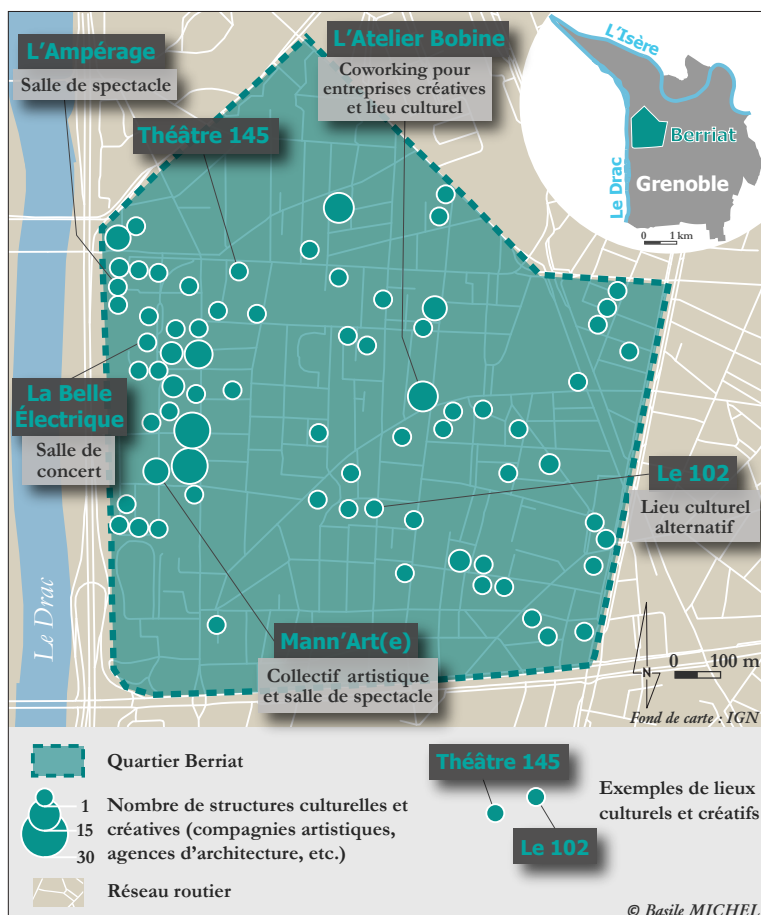 L'Ampérage
Salle de spectacle
L'Atelier Bobine
Coworking pour
entreprises créatives
et lieu culturel
Théâtre 145
L'Isère
Berriat
Le Drac
Grenoble
0 1 km
La Belle
Électrique
Salle de
concert
Le 102
Lieu culturel
alternatif
Le Drac
Mann'Art(e)
Collectif artistique
et salle de spectacle
N
0 100 m
Fond de carte : IGN
Quartier Berriat
1
15
30
Nombre de structures culturelles et
créatives (compagnies artistiques,
agences d'architecture, etc.)
Réseau routier
Théâtre 145
Le 102
Exemples de lieux
culturels et créatifs
© Basile MICHEL